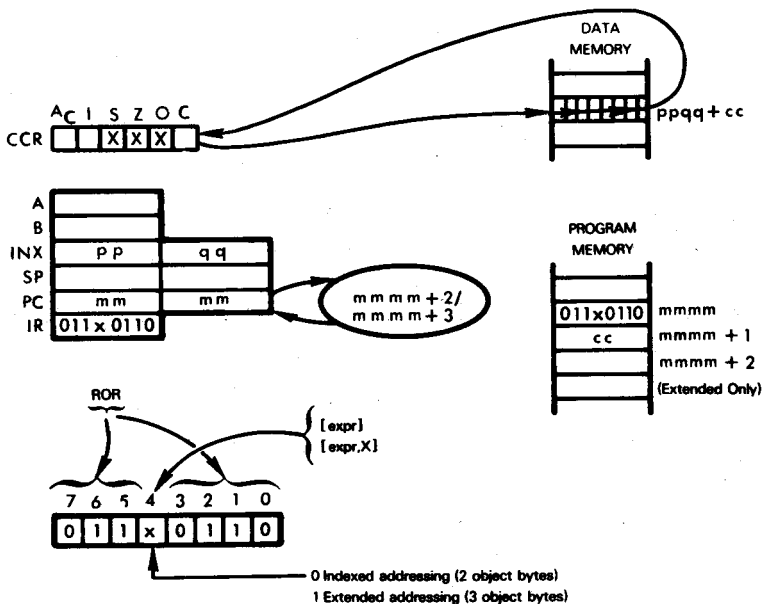 DATA
MEMORY
AC I S Z O C
CCR X X X
ppqq + cc
A
B
INX pp qq
SP
PC mm mm
IR 011x0110
mmmm + 2/
mmmm + 3
PROGRAM
MEMORY
011x0110 mmmm
cc mmmm + 1
mmmm + 2
(Extended Only)
ROR
[expr]
[expr,X]
7 6 5 4 3 2 1 0
0 1 1 x 0 1 1 0
0 Indexed addressing (2 object bytes)
1 Extended addressing (3 object bytes)